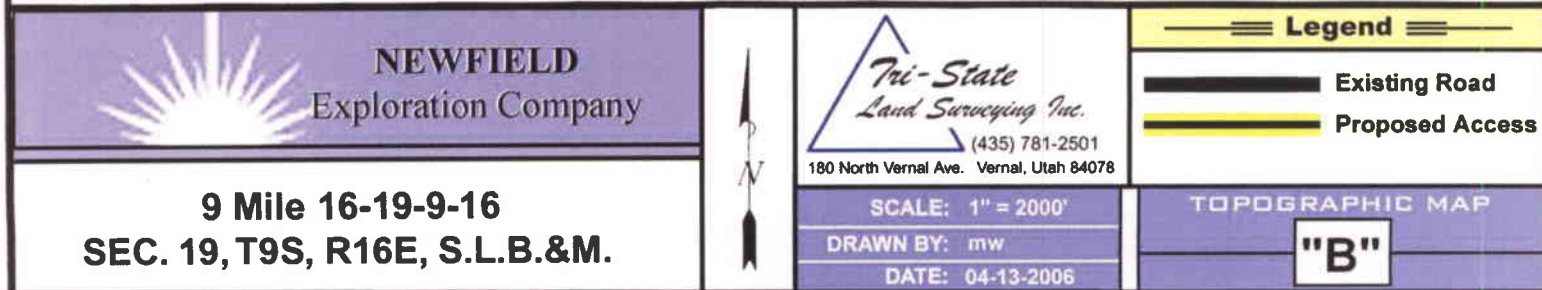 NEWFIELD
Exploration Company
9 Mile 16-19-9-16
SEC. 19, T9S, R16E, S.L.B.&M.
N
Tri-State
Land Surveying Inc.
(435) 781-2501
180 North Vernal Ave. Vernal, Utah 84078
SCALE: 1" = 2000'
DRAWN BY: mw
DATE: 04-13-2006
Legend
Existing Road
Proposed Access
TOPOGRAPHIC MAP
"B"